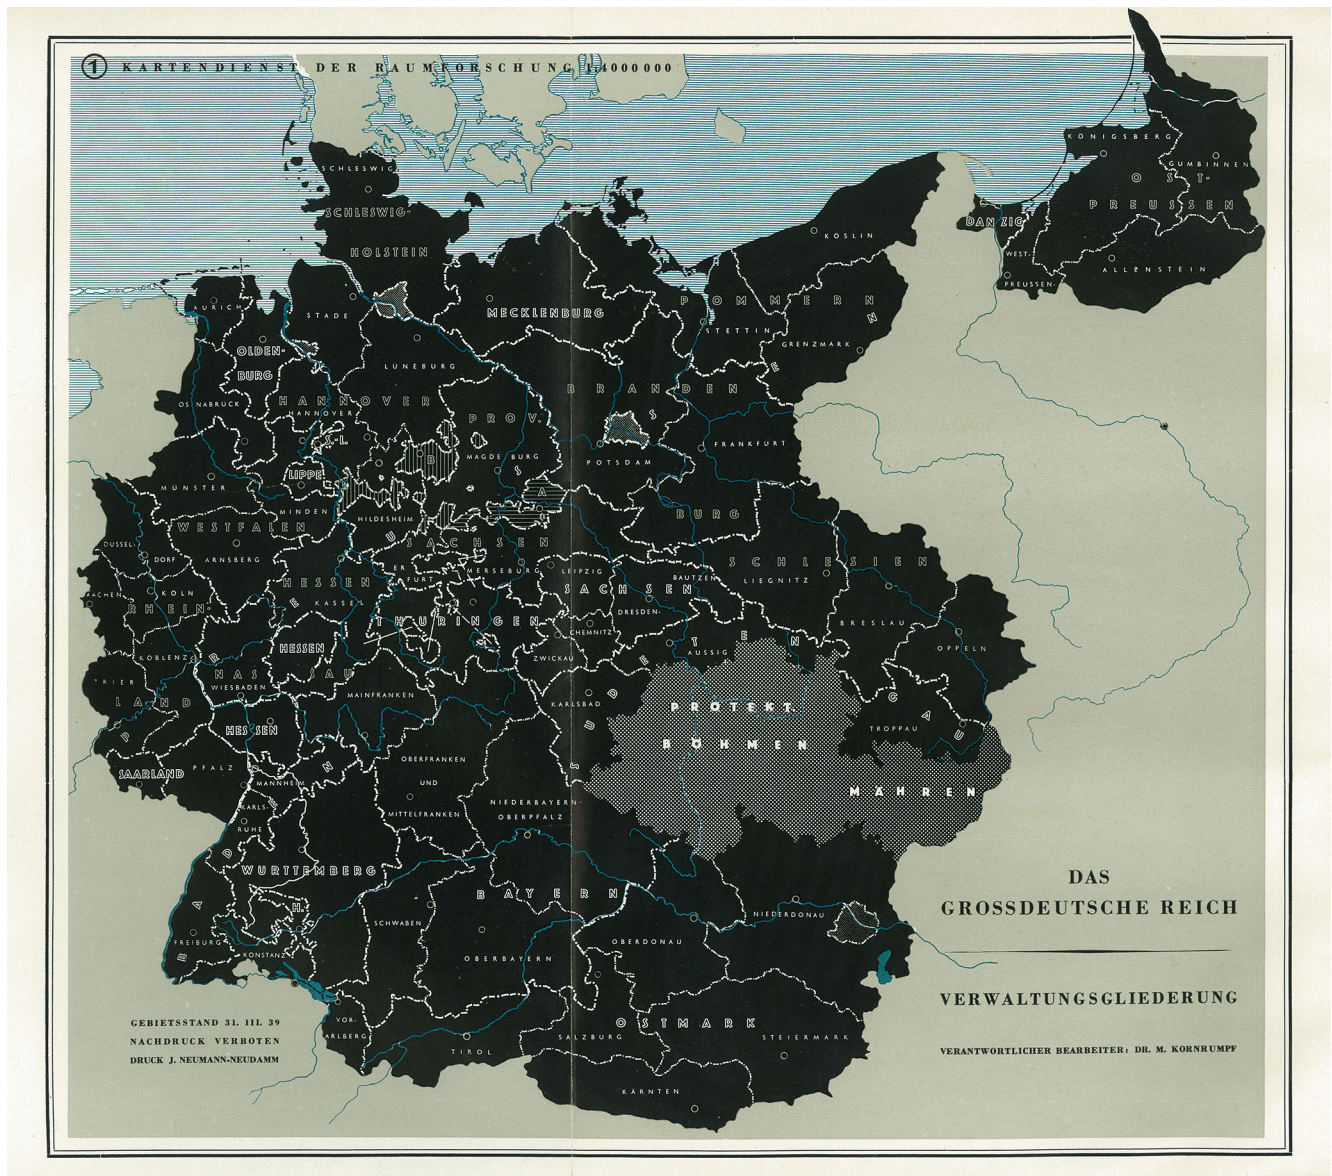 1 KARTENDIENST DER RAUMFORSCHUNG 1:4000000
KÖNIGSBERG
GUMBINNEN
OST-
PREUSSEN
ALLENSTEIN
DANZIG
WEST-
PREUSSEN
SCHLESWIG
SCHLESWIG-
HOLSTEIN
KÖSLIN
POMMERN
STETTIN
GRENZMARK
AURICH
STADE
MECKLENBURG
OLDEN-
BURG
LÜNEBURG
OSNABRÜCK
HANNOVER
HANNOVER
S.-L.
BRANDEN
BURG
PROV.
SACHSEN
MAGDEBURG
B
A
FRANKFURT
POTSDAM
MÜNSTER
LIPPE
MINDEN
HILDESHEIM
WESTFALEN
DÜSSEL-
DORF
ARNSBERG
HESSEN
KASSEL
ER
FURT
MERSEBURG
LEIPZIG
SACHSEN
BAUTZEN
SCHLESIEN
LIEGNITZ
AACHEN
KÖLN
RHEIN-
LAND
THÜRINGEN
CHEMNITZ
DRESDEN-
ZWICKAU
BRESLAU
OPPELN
KOBLENZ
HESSEN
NASSAU
WIESBADEN
TRIER
MAINFRANKEN
KARLSBAD
AUSSIG
SUDETENGAU
TROPPAU
PROTEKT.
BÖHMEN
MÄHREN
HESSEN
SAARLAND
PFALZ
MANNHEIM
KARLS-
RUHE
OBERFRANKEN
UND
MITTELFRANKEN
NIEDERBAYERN-
OBERPFALZ
WÜRTTEMBERG
BADEN
H.
FREIBURG
KONSTANZ
SCHWABEN
BAYERN
OBERBAYERN
OBERDONAU
NIEDERDONAU
OSTMARK
VOR-
ARLBERG
TIROL
SALZBURG
STEIERMARK
KÄRNTEN
DAS
GROSSDEUTSCHE REICH
VERWALTUNGSGLIEDERUNG
VERANTWORTLICHER BEARBEITER: DR. M. KORNRUMPF
GEBIETSSTAND 31. III. 39
NACHDRUCK VERBOTEN
DRUCK J. NEUMANN-NEUDAMM